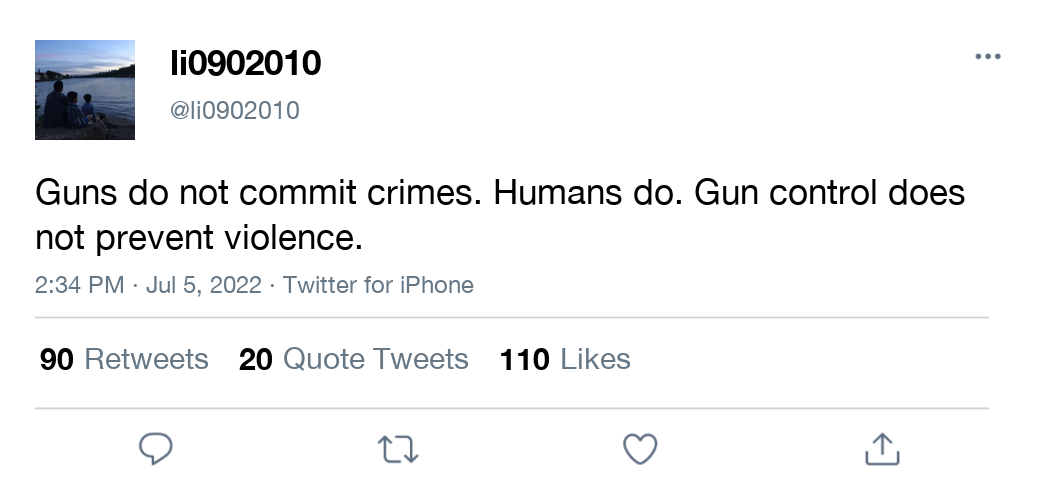 li0902010
@li0902010
Guns do not commit crimes. Humans do. Gun control does
not prevent violence.
2:34 PM · Jul 5, 2022 · Twitter for iPhone
90 Retweets 20 Quote Tweets 110 Likes